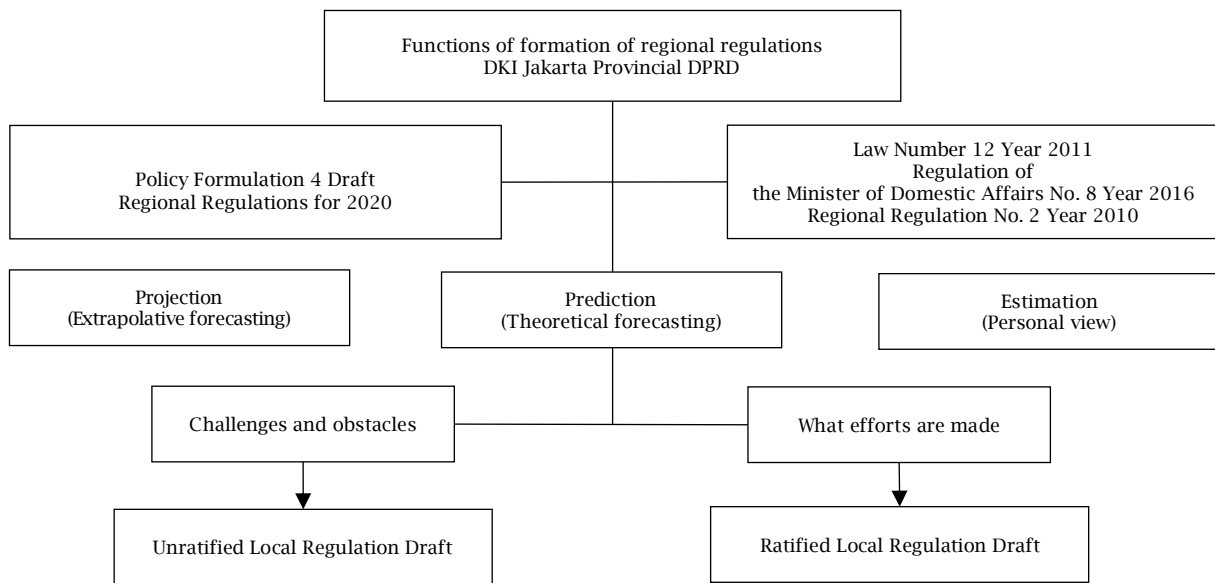 Functions of formation of regional regulations
DKI Jakarta Provincial DPRD
Policy Formulation 4 Draft
Regional Regulations for 2020
Law Number 12 Year 2011
Regulation of
the Minister of Domestic Affairs No. 8 Year 2016
Regional Regulation No. 2 Year 2010
Projection
(Extrapolative forecasting)
Prediction
(Theoretical forecasting)
Estimation
(Personal view)
Challenges and obstacles
What efforts are made
Unratified Local Regulation Draft
Ratified Local Regulation Draft